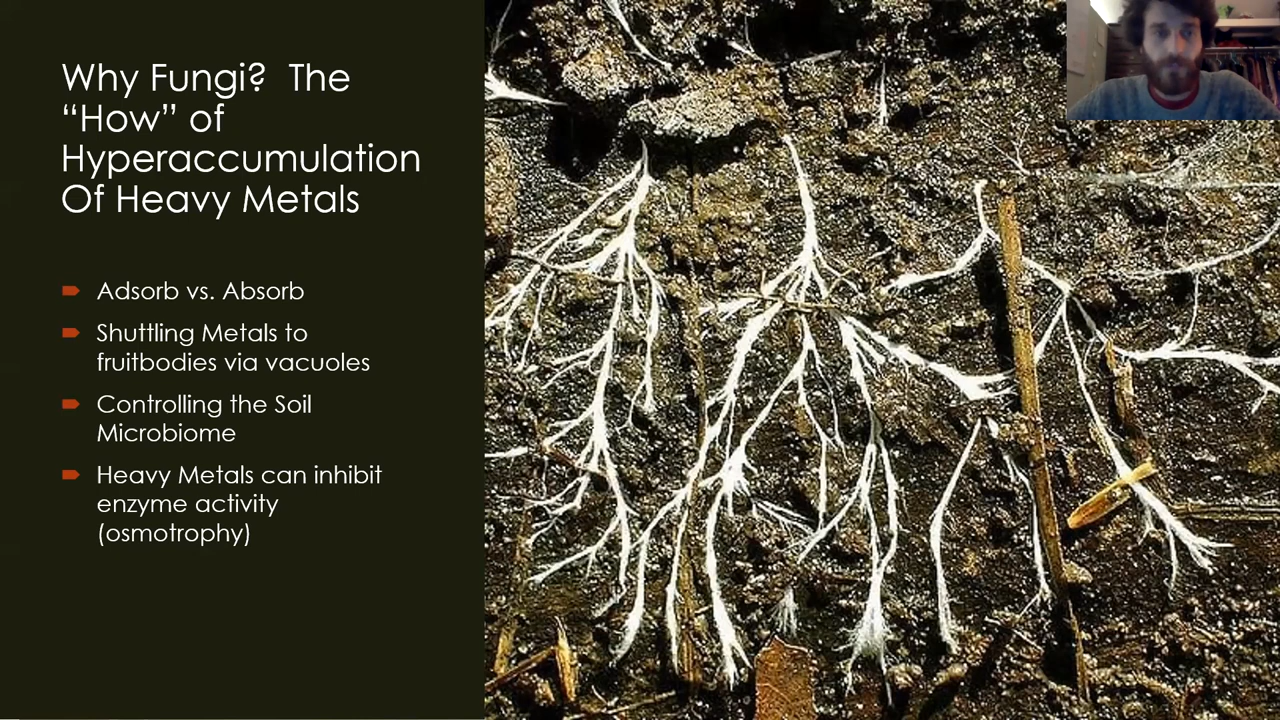 Why Fungi?  The
“How” of
Hyperaccumulation
Of Heavy Metals
Adsorb vs. Absorb
Shuttling Metals to
fruitbodies via vacuoles
Controlling the Soil
Microbiome
Heavy Metals can inhibit
enzyme activity
(osmotrophy)